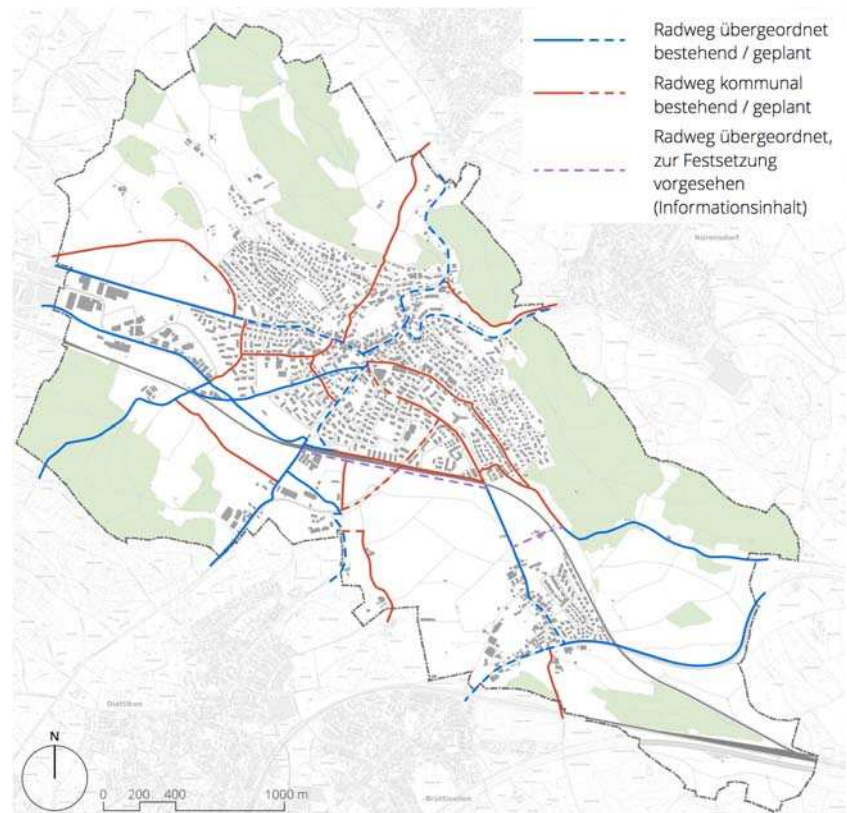 Radweg übergeordnet
bestehend / geplant
Radweg kommunal
bestehend / geplant
Radweg übergeordnet,
zur Festsetzung
vorgesehen
(Informationsinhalt)
Nürensdorf
Dietlikon
N
0 200 400 1000 m
Brüttisellen